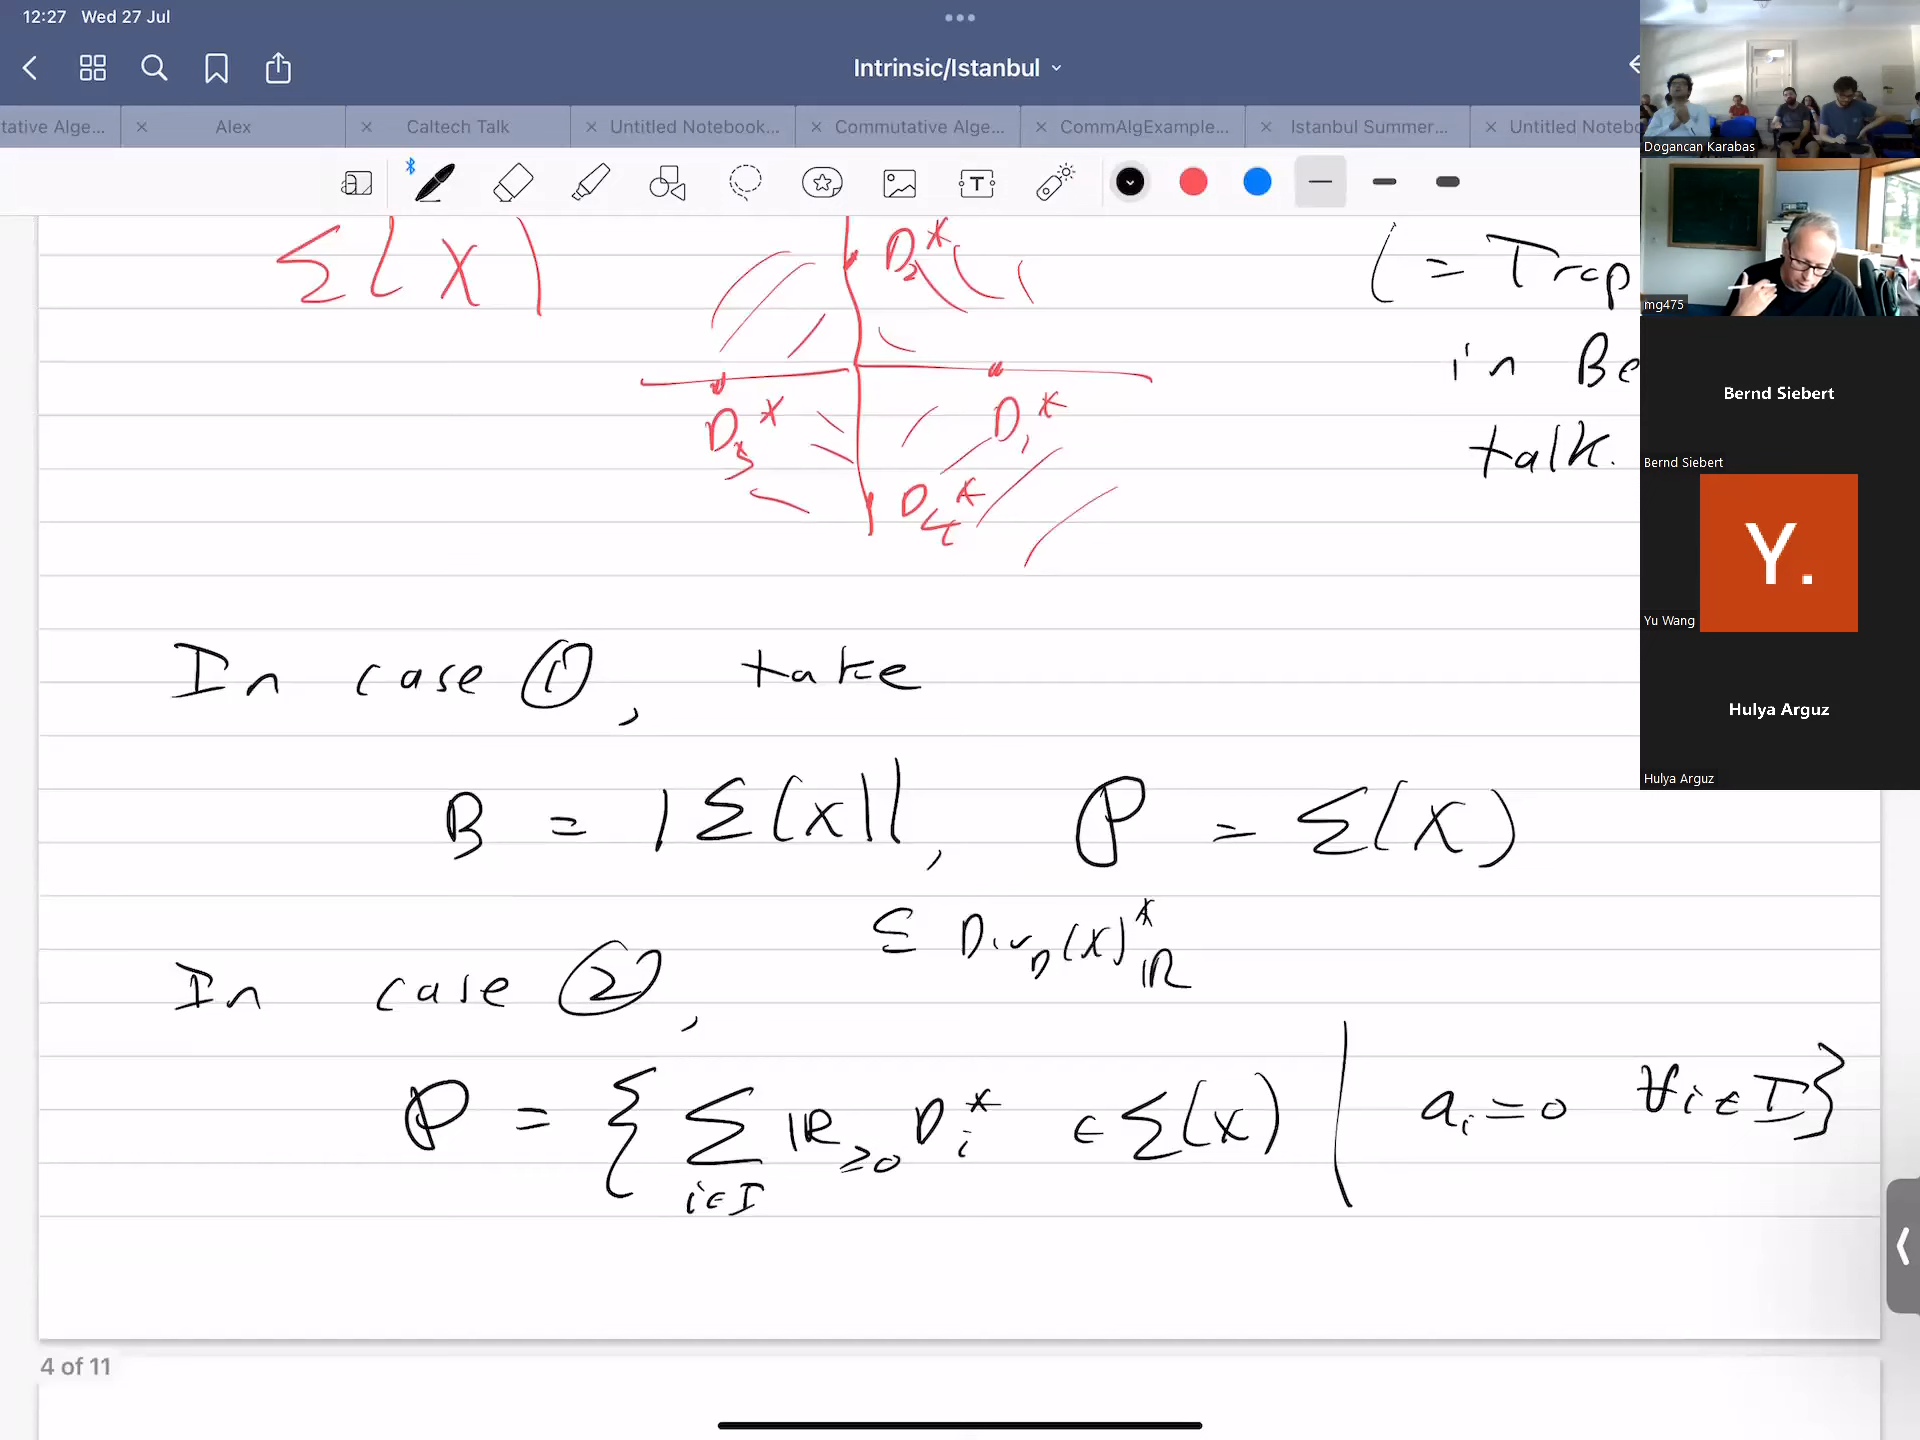 12:27 Wed 27 Jul
Intrinsic/Istanbul
tative Alge... × Alex × Caltech Talk × Untitled Notebook... × Commutative Alge... × CommAlgExample... × Istanbul Summer... × Untitled Notebo
Dogancan Karabas
mg475
Bernd Siebert
Bernd Siebert
Y.
Yu Wang
Hulya Arguz
Hulya Arguz
Σ(X)
D₂*
D₃*
D₁*
D₄*
( = Trop
in Be
talk.
In case ①, take
B = |Σ(X)|, P = Σ(X)
⊆ Div_D(X)*_ℝ
In case ②,
P = { Σ_{i∈I} ℝ_{≥0} D_i* ∈ Σ(X) | a_i = 0 ∀i∈I }
4 of 11